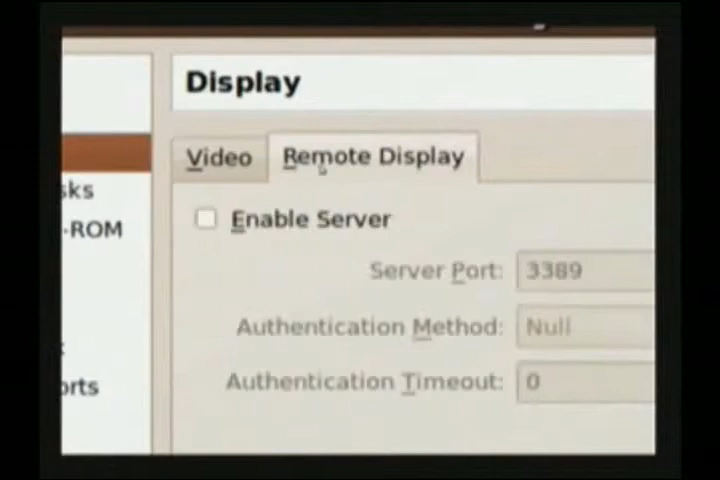 Display
Video
Remote Display
Enable Server
Server Port: 3389
Authentication Method: Null
Authentication Timeout: 0
sks
-ROM
orts